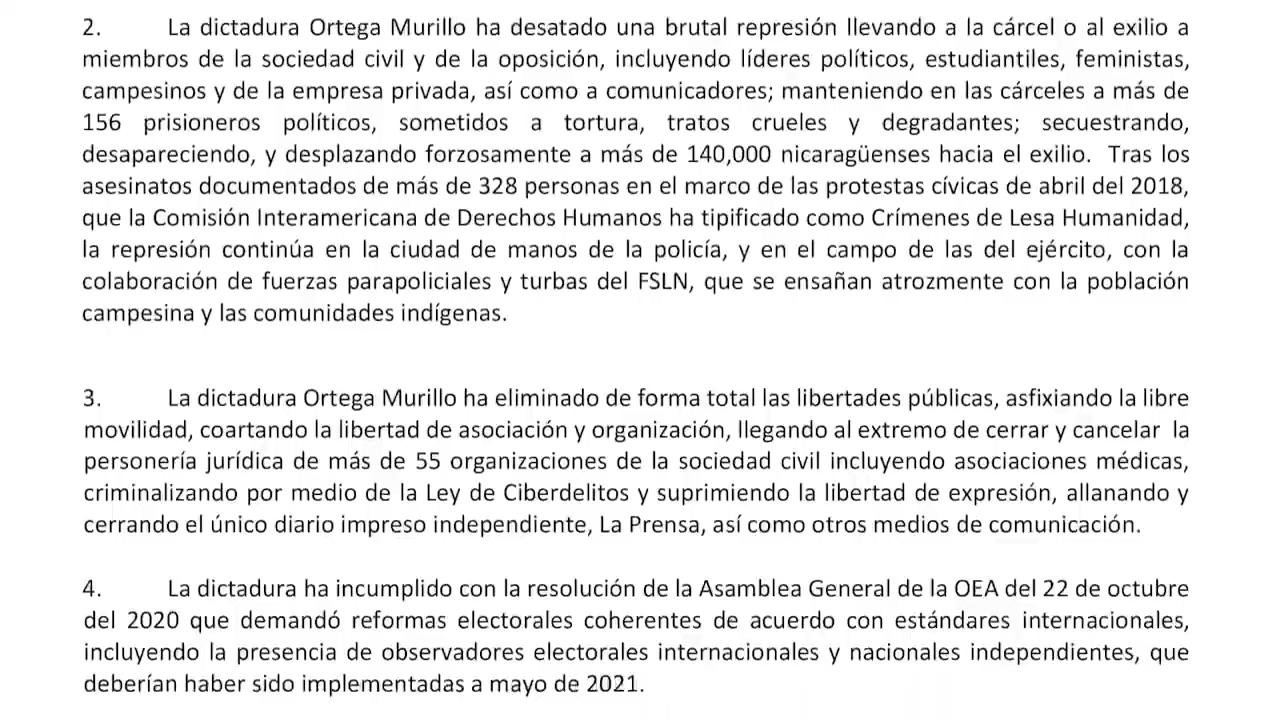 2. La dictadura Ortega Murillo ha desatado una brutal represión llevando a la cárcel o al exilio a
miembros de la sociedad civil y de la oposición, incluyendo líderes políticos, estudiantiles, feministas,
campesinos y de la empresa privada, así como a comunicadores; manteniendo en las cárceles a más de
156 prisioneros políticos, sometidos a tortura, tratos crueles y degradantes; secuestrando,
desapareciendo, y desplazando forzosamente a más de 140,000 nicaragüenses hacia el exilio. Tras los
asesinatos documentados de más de 328 personas en el marco de las protestas cívicas de abril del 2018,
que la Comisión Interamericana de Derechos Humanos ha tipificado como Crímenes de Lesa Humanidad,
la represión continúa en la ciudad de manos de la policía, y en el campo de las del ejército, con la
colaboración de fuerzas parapoliciales y turbas del FSLN, que se ensañan atrozmente con la población
campesina y las comunidades indígenas.
3. La dictadura Ortega Murillo ha eliminado de forma total las libertades públicas, asfixiando la libre
movilidad, coartando la libertad de asociación y organización, llegando al extremo de cerrar y cancelar la
personería jurídica de más de 55 organizaciones de la sociedad civil incluyendo asociaciones médicas,
criminalizando por medio de la Ley de Ciberdelitos y suprimiendo la libertad de expresión, allanando y
cerrando el único diario impreso independiente, La Prensa, así como otros medios de comunicación.
4. La dictadura ha incumplido con la resolución de la Asamblea General de la OEA del 22 de octubre
del 2020 que demandó reformas electorales coherentes de acuerdo con estándares internacionales,
incluyendo la presencia de observadores electorales internacionales y nacionales independientes, que
deberían haber sido implementadas a mayo de 2021.